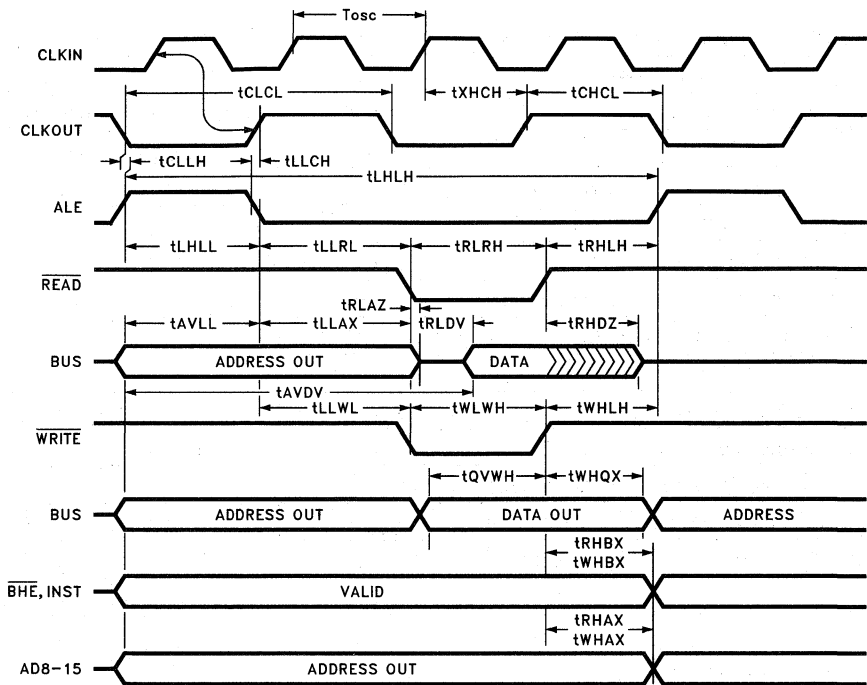 Tosc
CLKIN
tCLCL
tXHCH
tCHCL
CLKOUT
tCLLH
tLLCH
tLHLH
ALE
tLHLL
tLLRL
tRLRH
tRHLH
READ
tRLAZ
tAVLL
tLLAX
tRLDV
tRHDZ
BUS
ADDRESS OUT
DATA
tAVDV
tLLWL
tWLWH
tWHLH
WRITE
tQVWH
tWHQX
BUS
ADDRESS OUT
DATA OUT
ADDRESS
tRHBX
tWHBX
BHE, INST
VALID
tRHAX
tWHAX
AD8-15
ADDRESS OUT